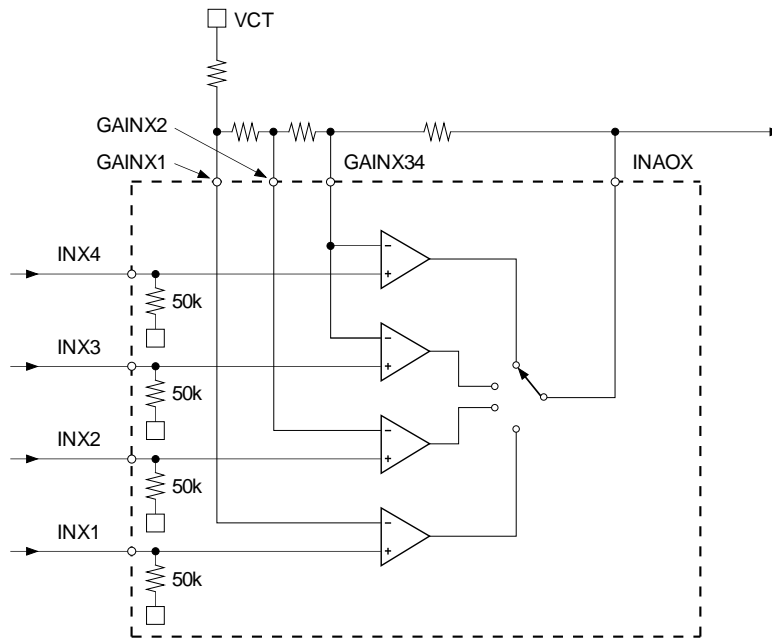 VCT
GAINX2
GAINX1
GAINX34
INAOX
INX4
50k
INX3
50k
INX2
50k
INX1
50k